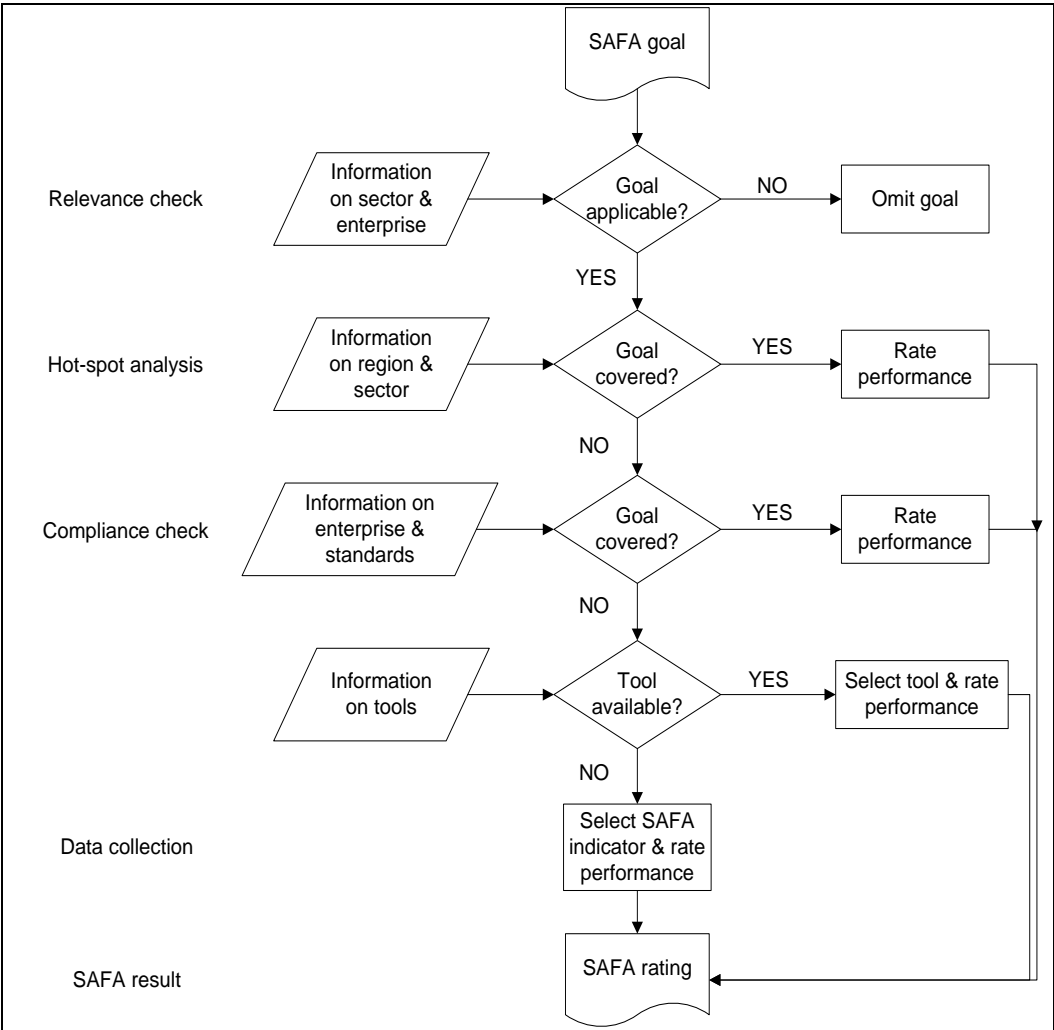 SAFA goal
Relevance check
Information
on sector &
enterprise
Goal
applicable?
NO
Omit goal
YES
Hot-spot analysis
Information
on region &
sector
Goal
covered?
YES
Rate
performance
NO
Compliance check
Information on
enterprise &
standards
Goal
covered?
YES
Rate
performance
NO
Information
on tools
Tool
available?
YES
Select tool & rate
performance
NO
Data collection
Select SAFA
indicator & rate
performance
SAFA result
SAFA rating